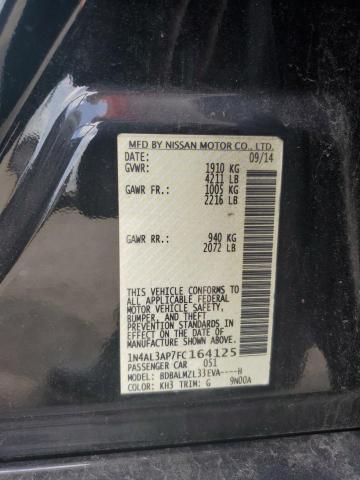 MFD BY NISSAN MOTOR CO., LTD.
DATE: 09/14
GVWR: 1910 KG
4211 LB
GAWR FR.: 1005 KG
2216 LB
GAWR RR.: 940 KG
2072 LB
THIS VEHICLE CONFORMS TO ALL
APPLICABLE U.S. FEDERAL
MOTOR VEHICLE SAFETY,
BUMPER, AND THEFT
PREVENTION STANDARDS IN
EFFECT ON THE DATE OF
MANUFACTURE SHOWN ABOVE.
1N4AL3AP7FC164125
PASSENGER CAR 051
MODEL: BDBALMZL33EVA----H
COLOR: KH3 TRIM: G 9N00A